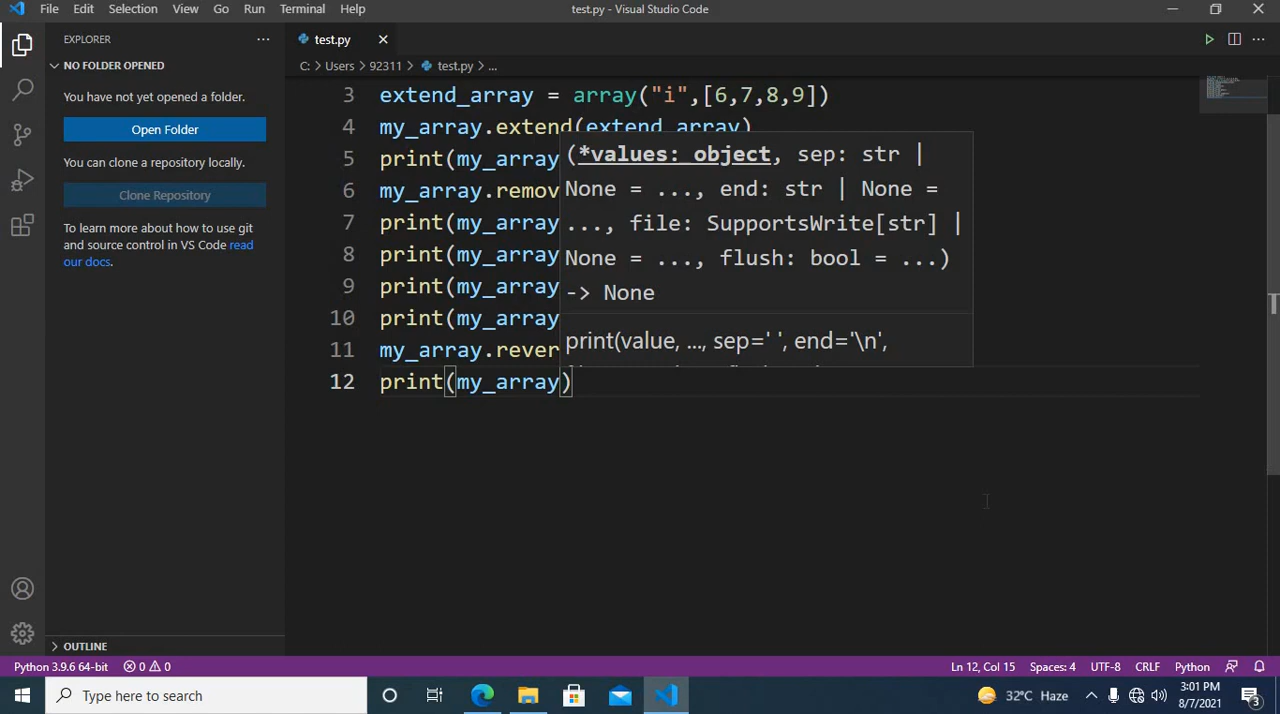 File Edit Selection View Go Run Terminal Help
test.py - Visual Studio Code
EXPLORER
NO FOLDER OPENED
You have not yet opened a folder.
Open Folder
You can clone a repository locally.
Clone Repository
To learn more about how to use git
and source control in VS Code read
our docs.
OUTLINE
test.py
C: > Users > 92311 > test.py > ...
3 extend_array = array("i",[6,7,8,9])
4 my_array.extend(extend_array)
5 print(my_array
6 my_array.remov
7 print(my_array
8 print(my_array
9 print(my_array
10 print(my_array
11 my_array.rever
12 print(my_array)
(*values: object, sep: str |
None = ..., end: str | None =
..., file: SupportsWrite[str] |
None = ..., flush: bool = ...)
-> None
print(value, ..., sep=' ', end='\n',
Python 3.9.6 64-bit 0 0
Ln 12, Col 15 Spaces: 4 UTF-8 CRLF Python
Type here to search
32°C Haze
3:01 PM
8/7/2021
3